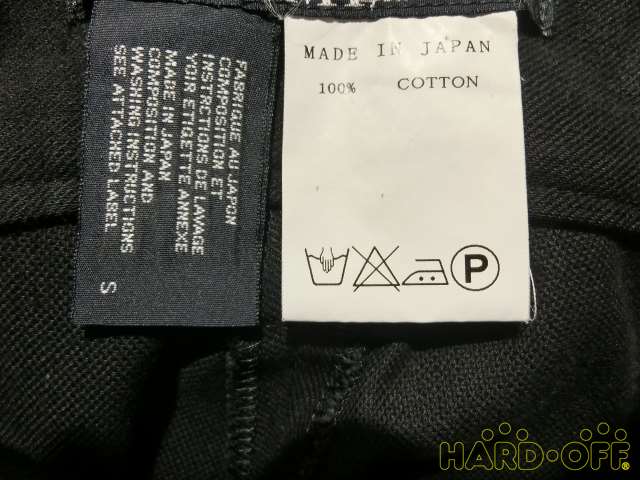 FABRIQUE AU JAPON
COMPOSITION ET
INSTRUCTIONS DE LAVAGE
VOIR ETIQETTE ANNEXE
MADE IN JAPAN
COMPOSITION AND
WASHING INSTRUCTIONS
SEE ATTACHED LABEL
S
MADE IN JAPAN
100% COTTON
P
HARD·OFF